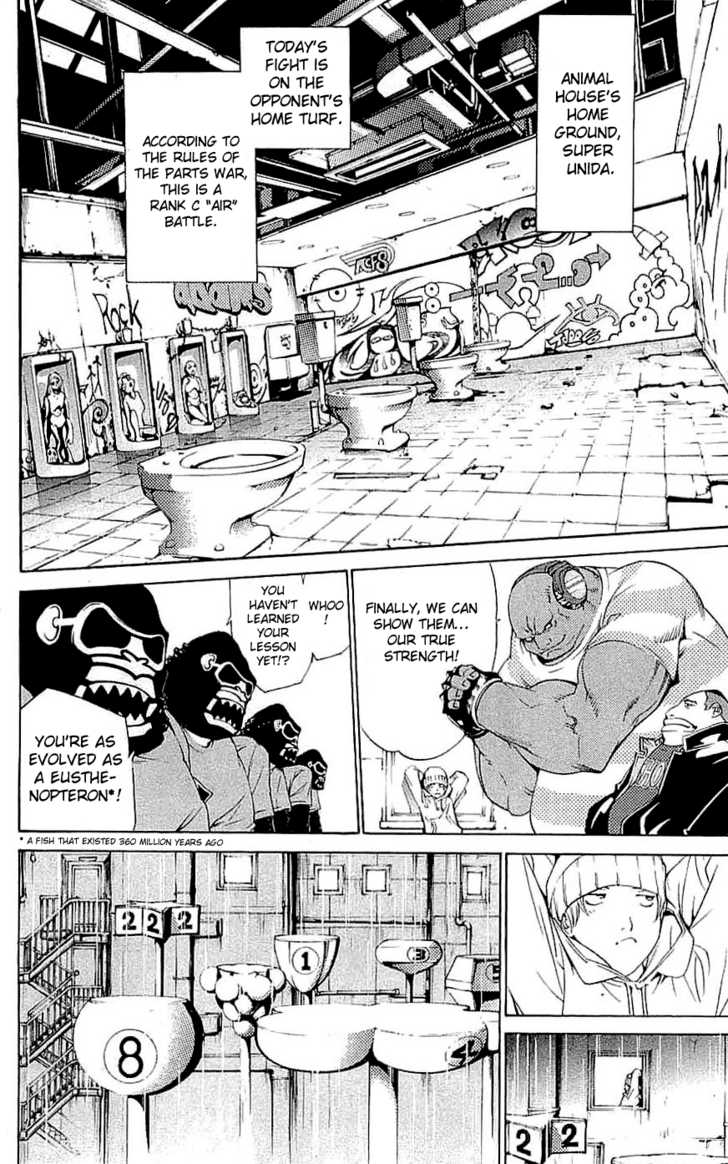 ANIMAL
HOUSE'S
HOME
GROUND,
SUPER
UNIDA.
TODAY'S
FIGHT IS
ON THE
OPPONENT'S
HOME TURF.
ACCORDING TO
THE RULES OF
THE PARTS WAR,
THIS IS A
RANK C "AIR"
BATTLE.
Rock
FINALLY, WE CAN
SHOW THEM...
OUR TRUE
STRENGTH!
WHOO
!
YOU
HAVEN'T
LEARNED
YOUR
LESSON
YET!?
YOU'RE AS
EVOLVED AS
A EUSTHE-
NOPTERON*!
* A FISH THAT EXISTED 360 MILLION YEARS AGO
2 2 2
1
3
5
8
2 2